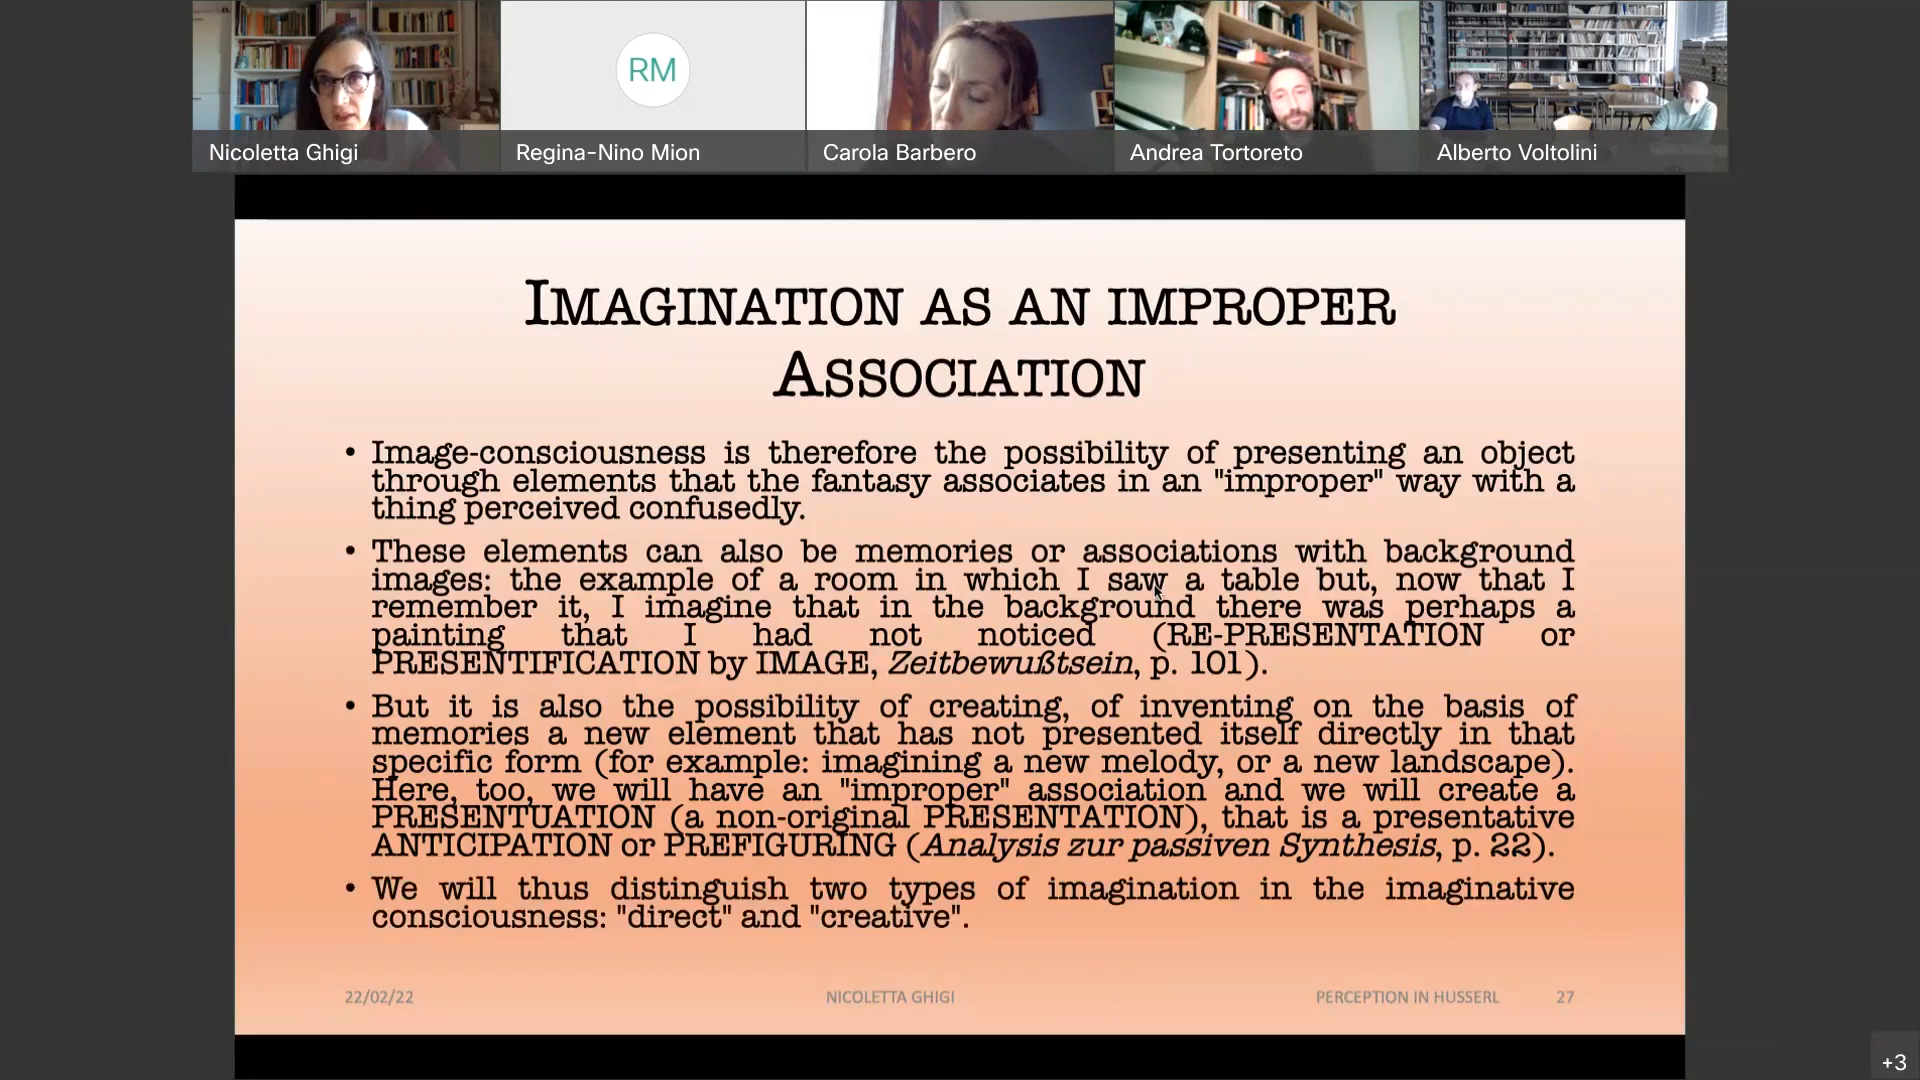 RM
Nicoletta Ghigi
Regina-Nino Mion
Carola Barbero
Andrea Tortoreto
Alberto Voltolini
IMAGINATION AS AN IMPROPER
ASSOCIATION
• Image-consciousness is therefore the possibility of presenting an object
through elements that the fantasy associates in an "improper" way with a
thing perceived confusedly.
• These elements can also be memories or associations with background
images: the example of a room in which I saw a table but, now that I
remember it, I imagine that in the background there was perhaps a
painting that I had not noticed (RE-PRESENTATION or
PRESENTIFICATION by IMAGE, Zeitbewußtsein, p. 101).
• But it is also the possibility of creating, of inventing on the basis of
memories a new element that has not presented itself directly in that
specific form (for example: imagining a new melody, or a new landscape).
Here, too, we will have an "improper" association and we will create a
PRESENTUATION (a non-original PRESENTATION), that is a presentative
ANTICIPATION or PREFIGURING (Analysis zur passiven Synthesis, p. 22).
• We will thus distinguish two types of imagination in the imaginative
consciousness: "direct" and "creative".
22/02/22
NICOLETTA GHIGI
PERCEPTION IN HUSSERL
27
+3